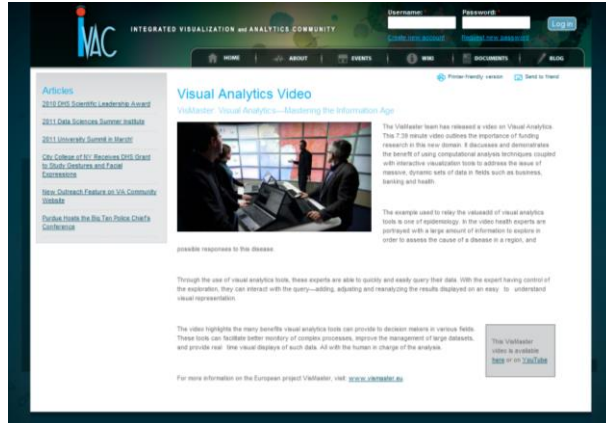 iVAC
INTEGRATED VISUALIZATION and ANALYTICS COMMUNITY
Username: *
Password: *
Log in
Create new account
Request new password
HOME
ABOUT
EVENTS
WIKI
DOCUMENTS
BLOG
Printer-friendly version
Send to friend
Articles
2010 DHS Scientific Leadership Award
2011 Data Sciences Summer Institute
2011 University Summit in March!
City College of NY Receives DHS Grant
to Study Gestures and Facial
Expressions
New Outreach Feature on VA Community
Website
Purdue Hosts the Big Ten Police Chief's
Conference
Visual Analytics Video
VisMaster: Visual Analytics—Mastering the Information Age
The VisMaster team has released a video on Visual Analytics.
This 7:39 minute video outlines the importance of funding
research in this new domain. It discusses and demonstrates
the benefit of using computational analysis techniques coupled
with interactive visualization tools to address the issue of
massive, dynamic sets of data in fields such as business,
banking and health.
The example used to relay the valueadd of visual analytics
tools is one of epidemiology. In the video health experts are
portrayed with a large amount of information to explore in
order to assess the cause of a disease in a region, and
possible responses to this disease.
Through the use of visual analytics tools, these experts are able to quickly and easily query their data. With the expert having control of
the exploration, they can interact with the query—adding, adjusting and reanalyzing the results displayed on an easy to understand
visual representation.
The video highlights the many benefits visual analytics tools can provide to decision makers in various fields.
These tools can facilitate better monitory of complex processes, improve the management of large datasets,
and provide real time visual displays of such data. All with the human in charge of the analysis.
This VisMaster
video is available
here or on YouTube
For more information on the European project VisMaster, visit: www.vismaster.eu